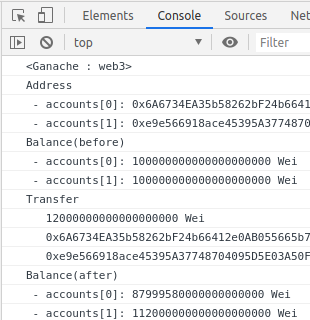 Elements Console Sources Net
top Filter
<Ganache : web3>
Address
- accounts[0]: 0x6A6734EA35b58262bF24b6641
- accounts[1]: 0xe9e566918ace45395A3774870
Balance(before)
- accounts[0]: 100000000000000000000 Wei
- accounts[1]: 100000000000000000000 Wei
Transfer
12000000000000000000 Wei
0x6A6734EA35b58262bF24b66412e0AB055665b7
0xe9e566918ace45395A37748704095D5E03A50F
Balance(after)
- accounts[0]: 87999580000000000000 Wei
- accounts[1]: 112000000000000000000 Wei